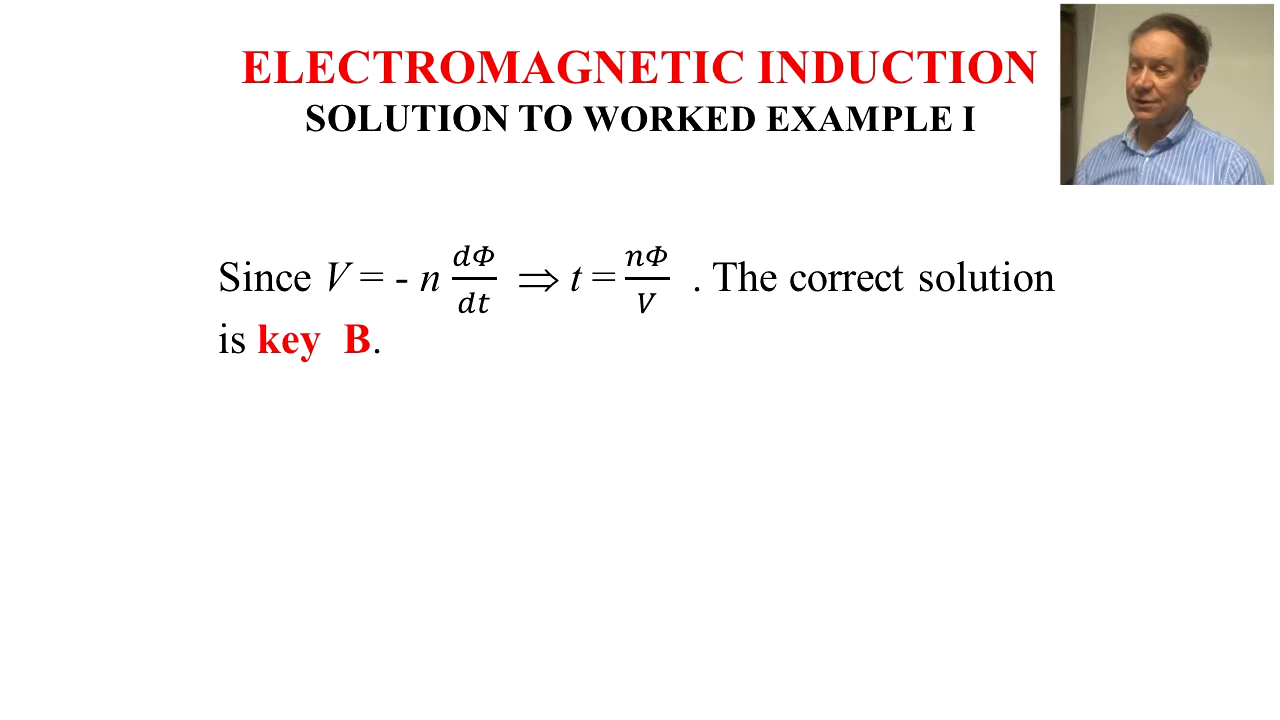 ELECTROMAGNETIC INDUCTION
SOLUTION TO WORKED EXAMPLE I
Since V = - n dΦ/dt ⟹ t = nΦ/V . The correct solution
is key B.